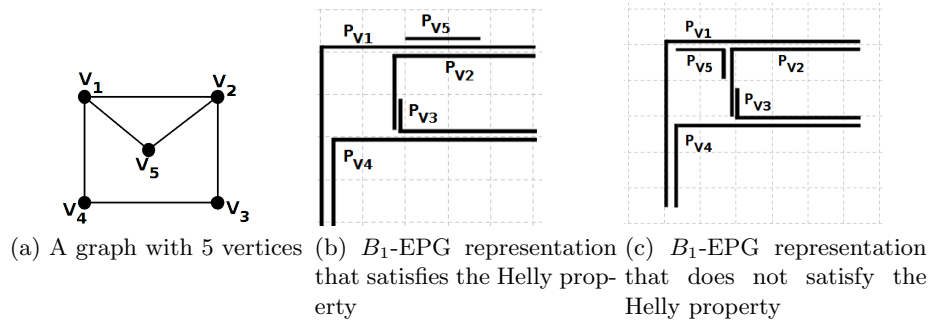 V1
V2
V5
V4
V3
(a) A graph with 5 vertices
PV5
PV1
PV2
PV3
PV4
(b) B1-EPG representation
that satisfies the Helly prop-
erty
PV1
PV5
PV2
PV3
PV4
(c) B1-EPG representation
that does not satisfy the
Helly property